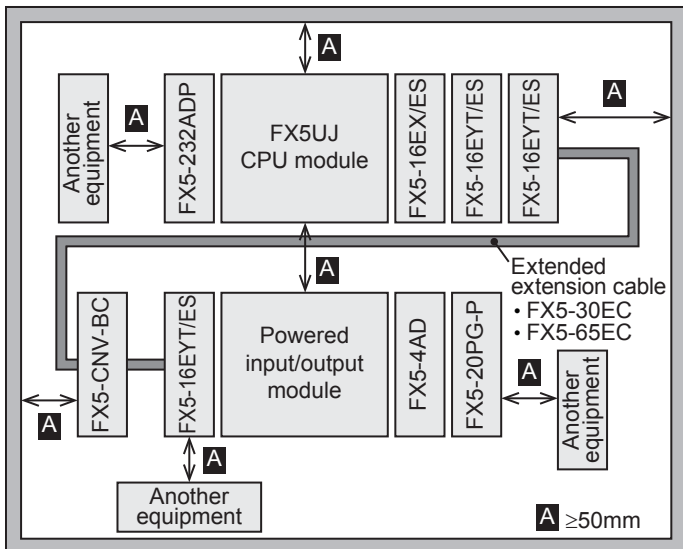 A
Another
equipment
A
FX5-232ADP
FX5UJ
CPU module
FX5-16EX/ES
FX5-16EYT/ES
FX5-16EYT/ES
A
A
Extended
extension cable
• FX5-30EC
• FX5-65EC
FX5-CNV-BC
FX5-16EYT/ES
Powered
input/output
module
FX5-4AD
FX5-20PG-P
A
Another
equipment
A
A
Another
equipment
A ≥50mm